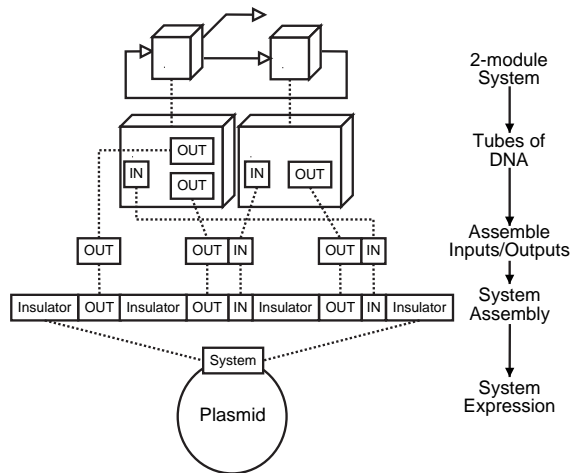 2-module
System
OUT
IN
OUT
IN
OUT
Tubes of
DNA
OUT
OUT IN
OUT IN
Assemble
Inputs/Outputs
Insulator OUT Insulator OUT IN Insulator OUT IN Insulator
System
Assembly
System
Plasmid
System
Expression